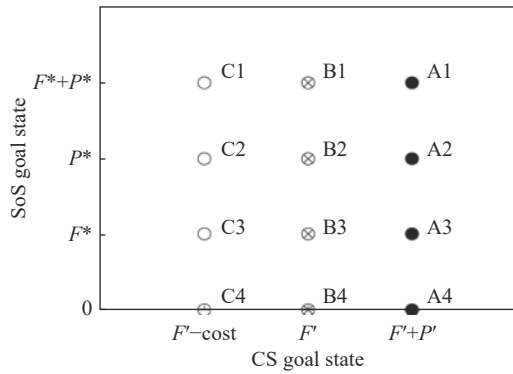 SoS goal state
F*+P*
P*
F*
0
C1 B1 A1
C2 B2 A2
C3 B3 A3
C4 B4 A4
F′−cost F′ F′+P′
CS goal state